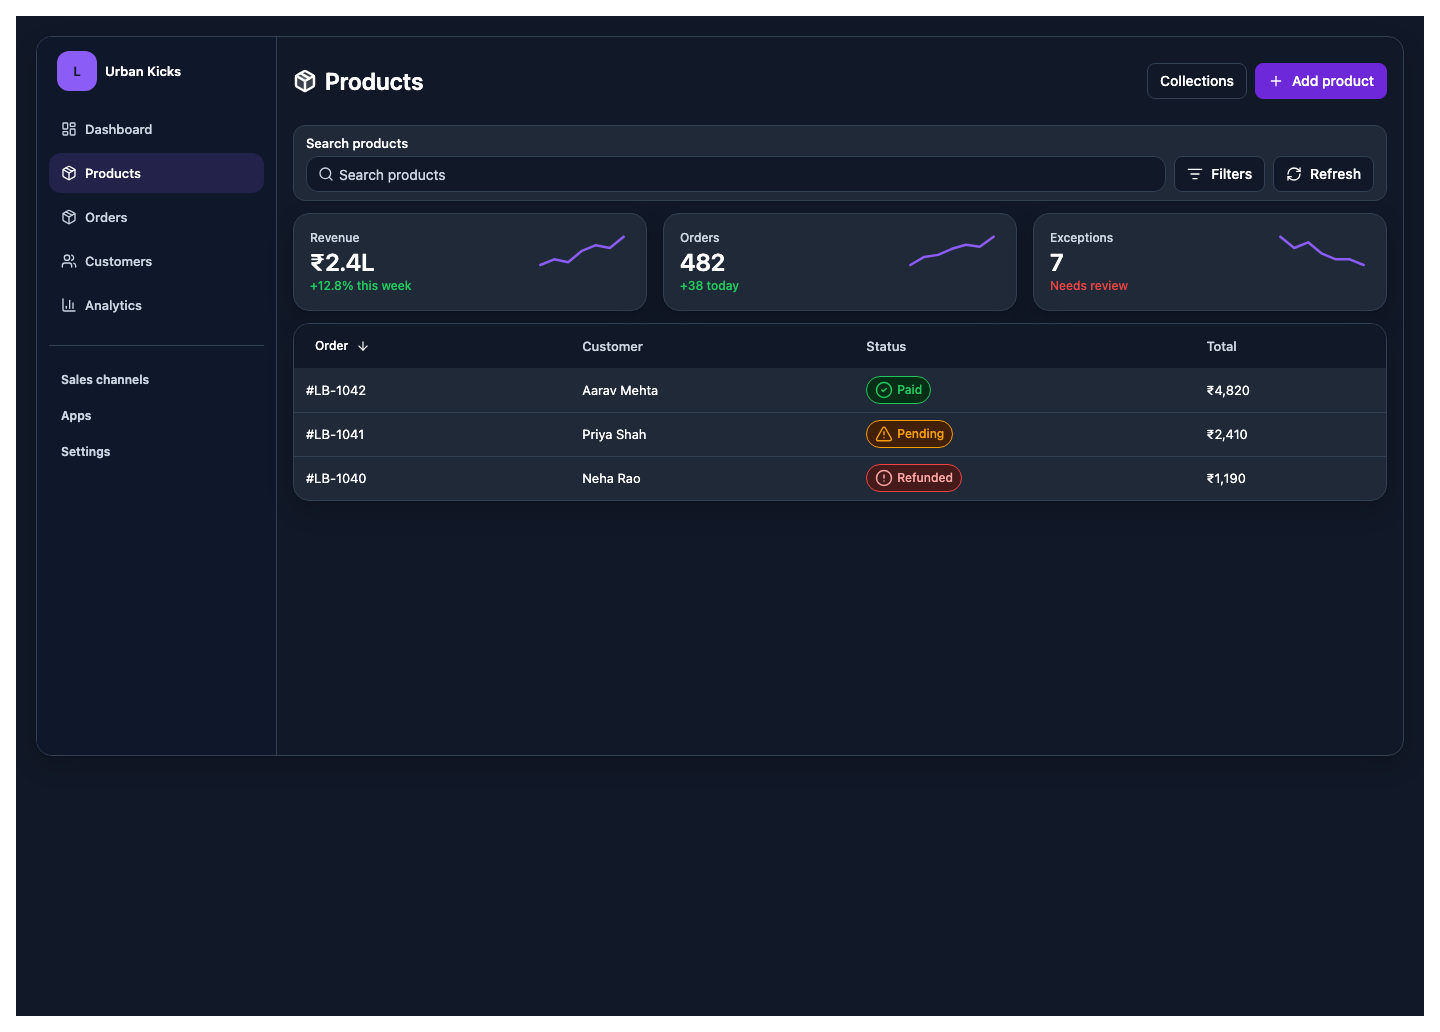 L
Urban Kicks
Dashboard
Products
Orders
Customers
Analytics
Sales channels
Apps
Settings
Products
Collections
Add product
Search products
Search products
Filters
Refresh
Revenue
₹2.4L
+12.8% this week
Orders
482
+38 today
Exceptions
7
Needs review
Order Customer Status Total
#LB-1042 Aarav Mehta Paid ₹4,820
#LB-1041 Priya Shah Pending ₹2,410
#LB-1040 Neha Rao Refunded ₹1,190